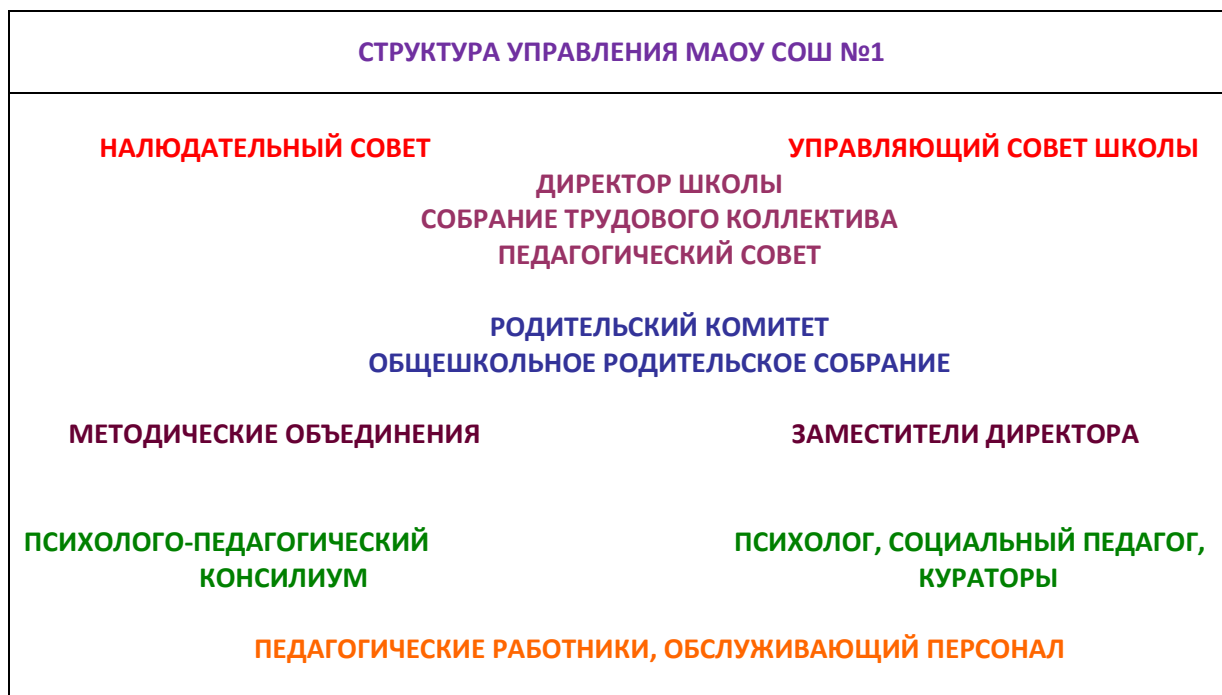 СТРУКТУРА УПРАВЛЕНИЯ МАОУ СОШ №1
НАЛЮДАТЕЛЬНЫЙ СОВЕТ УПРАВЛЯЮЩИЙ СОВЕТ ШКОЛЫ
ДИРЕКТОР ШКОЛЫ
СОБРАНИЕ ТРУДОВОГО КОЛЛЕКТИВА
ПЕДАГОГИЧЕСКИЙ СОВЕТ
РОДИТЕЛЬСКИЙ КОМИТЕТ
ОБЩЕШКОЛЬНОЕ РОДИТЕЛЬСКОЕ СОБРАНИЕ
МЕТОДИЧЕСКИЕ ОБЪЕДИНЕНИЯ ЗАМЕСТИТЕЛИ ДИРЕКТОРА
ПСИХОЛОГО-ПЕДАГОГИЧЕСКИЙ ПСИХОЛОГ, СОЦИАЛЬНЫЙ ПЕДАГОГ,
КОНСИЛИУМ КУРАТОРЫ
ПЕДАГОГИЧЕСКИЕ РАБОТНИКИ, ОБСЛУЖИВАЮЩИЙ ПЕРСОНАЛ